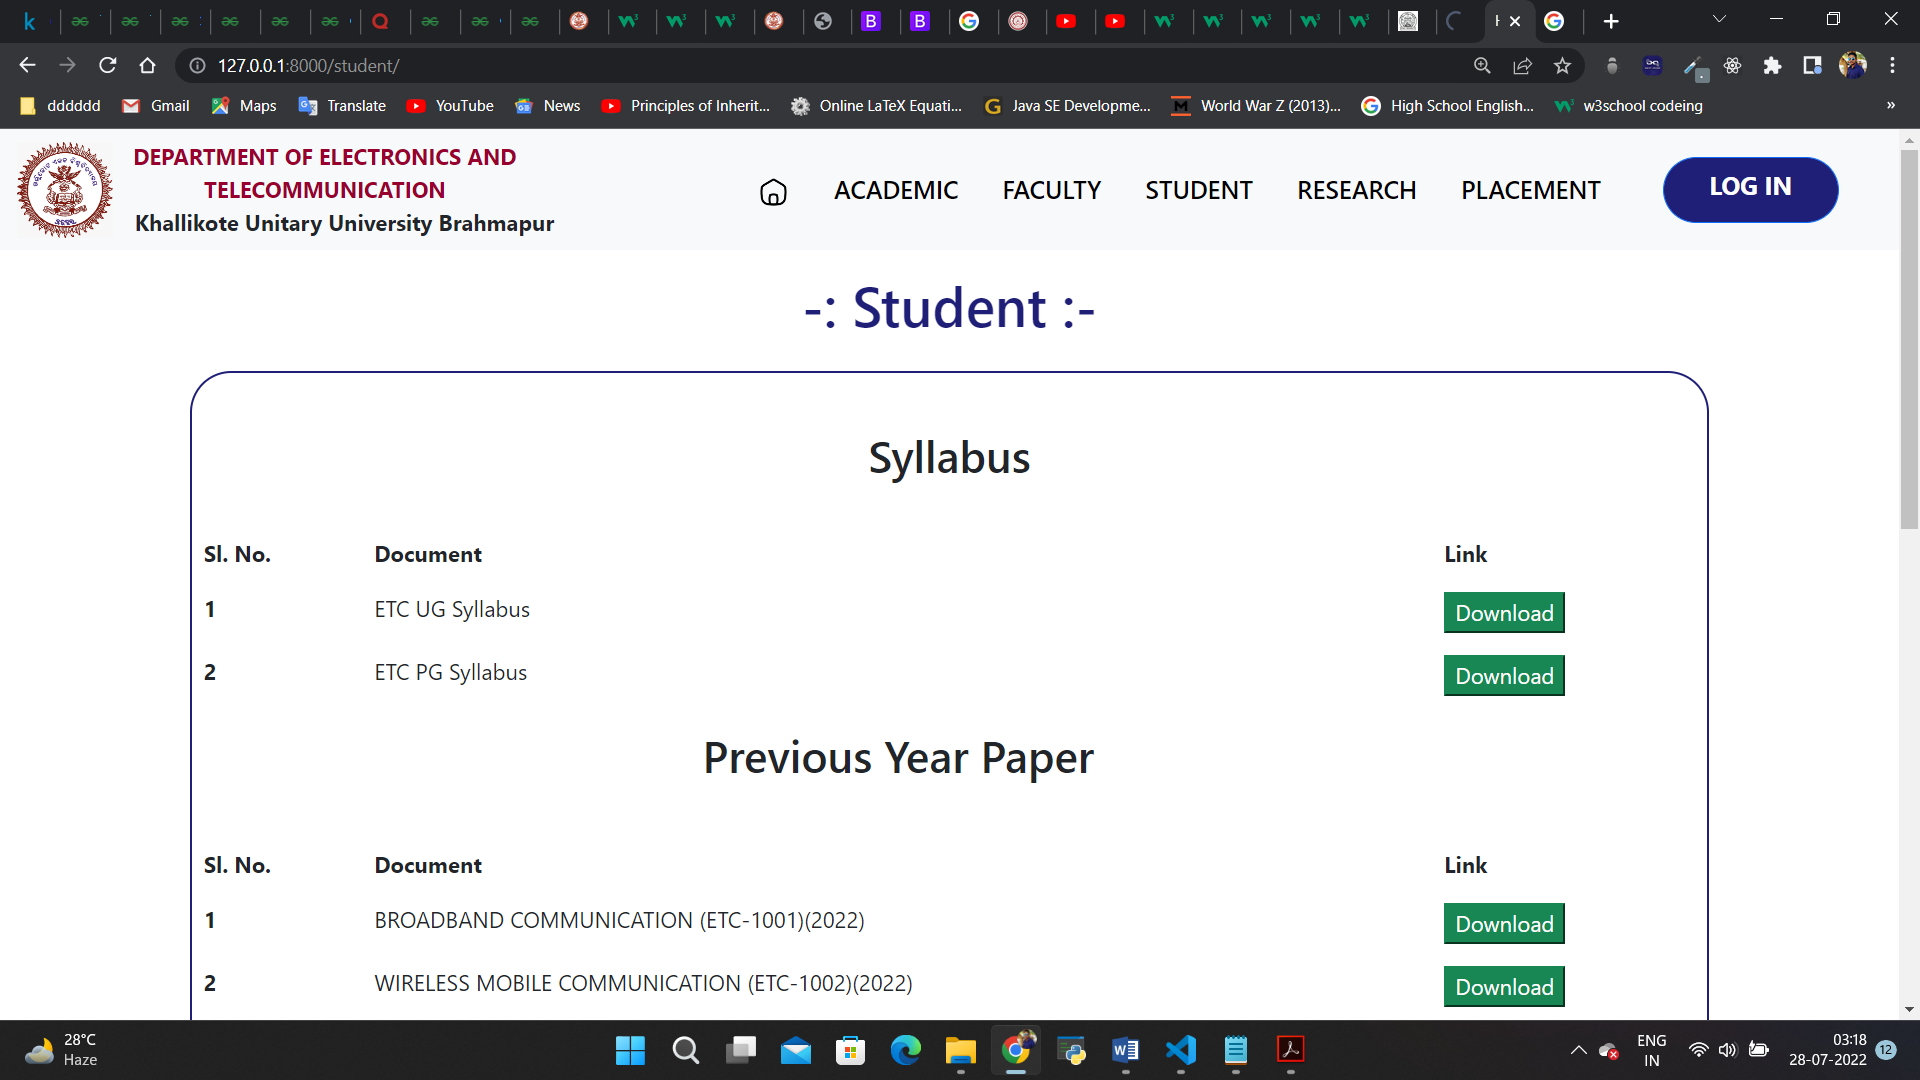 127.0.0.1:8000/student/
dddddd Gmail Maps Translate YouTube News Principles of Inherit... Online LaTeX Equati... Java SE Developme... World War Z (2013)... High School English... w3school codeing »
DEPARTMENT OF ELECTRONICS AND
TELECOMMUNICATION
Khallikote Unitary University Brahmapur
ACADEMIC FACULTY STUDENT RESEARCH PLACEMENT LOG IN
-: Student :-
Syllabus
Sl. No. Document Link
1 ETC UG Syllabus Download
2 ETC PG Syllabus Download
Previous Year Paper
Sl. No. Document Link
1 BROADBAND COMMUNICATION (ETC-1001)(2022) Download
2 WIRELESS MOBILE COMMUNICATION (ETC-1002)(2022) Download
28°C
Haze
ENG
IN
03:18
28-07-2022
12